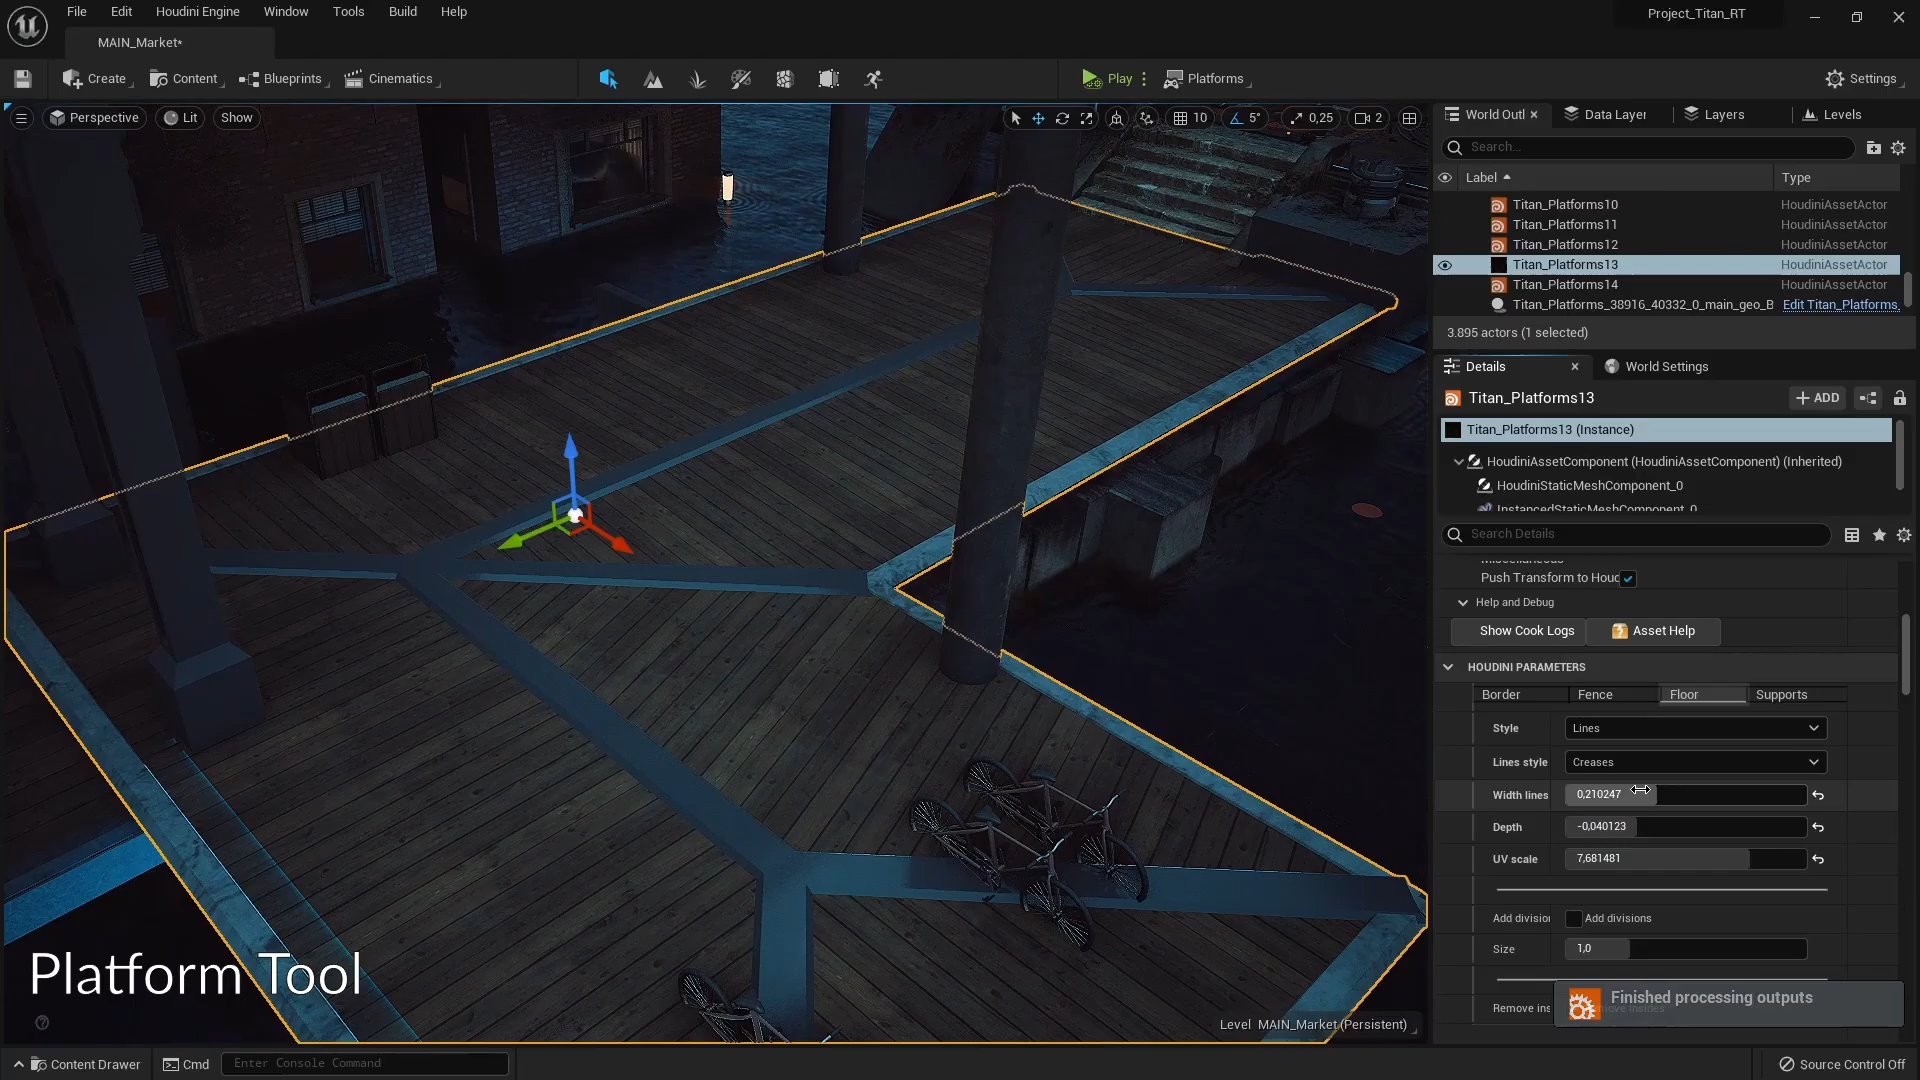 File Edit Houdini Engine Window Tools Build Help
Project_Titan_RT
MAIN_Market*
Create Content Blueprints Cinematics Play Platforms Settings
Perspective Lit Show 10 5° 0,25 2
World Outl Data Layer Layers Levels
Search...
Label Type
Titan_Platforms10 HoudiniAssetActor
Titan_Platforms11 HoudiniAssetActor
Titan_Platforms12 HoudiniAssetActor
Titan_Platforms13 HoudiniAssetActor
Titan_Platforms14 HoudiniAssetActor
Titan_Platforms_38916_40332_0_main_geo_B Edit Titan_Platforms_
3.895 actors (1 selected)
Details World Settings
Titan_Platforms13 ADD
Titan_Platforms13 (Instance)
HoudiniAssetComponent (HoudiniAssetComponent) (Inherited)
HoudiniStaticMeshComponent_0
InstancedStaticMeshComponent_0
Search Details
Miscellaneous
Push Transform to Houd
Help and Debug
Show Cook Logs Asset Help
HOUDINI PARAMETERS
Border Fence Floor Supports
Style Lines
Lines style Creases
Width lines 0,210247
Depth -0,040123
UV scale 7,681481
Add division Add divisions
Size 1,0
Finished processing outputs
Remove ins
Platform Tool
Level MAIN_Market (Persistent)
Content Drawer Cmd Enter Console Command Source Control Off